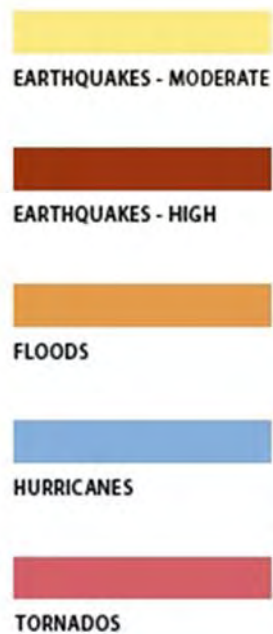 EARTHQUAKES - MODERATE
EARTHQUAKES - HIGH
FLOODS
HURRICANES
TORNADOS